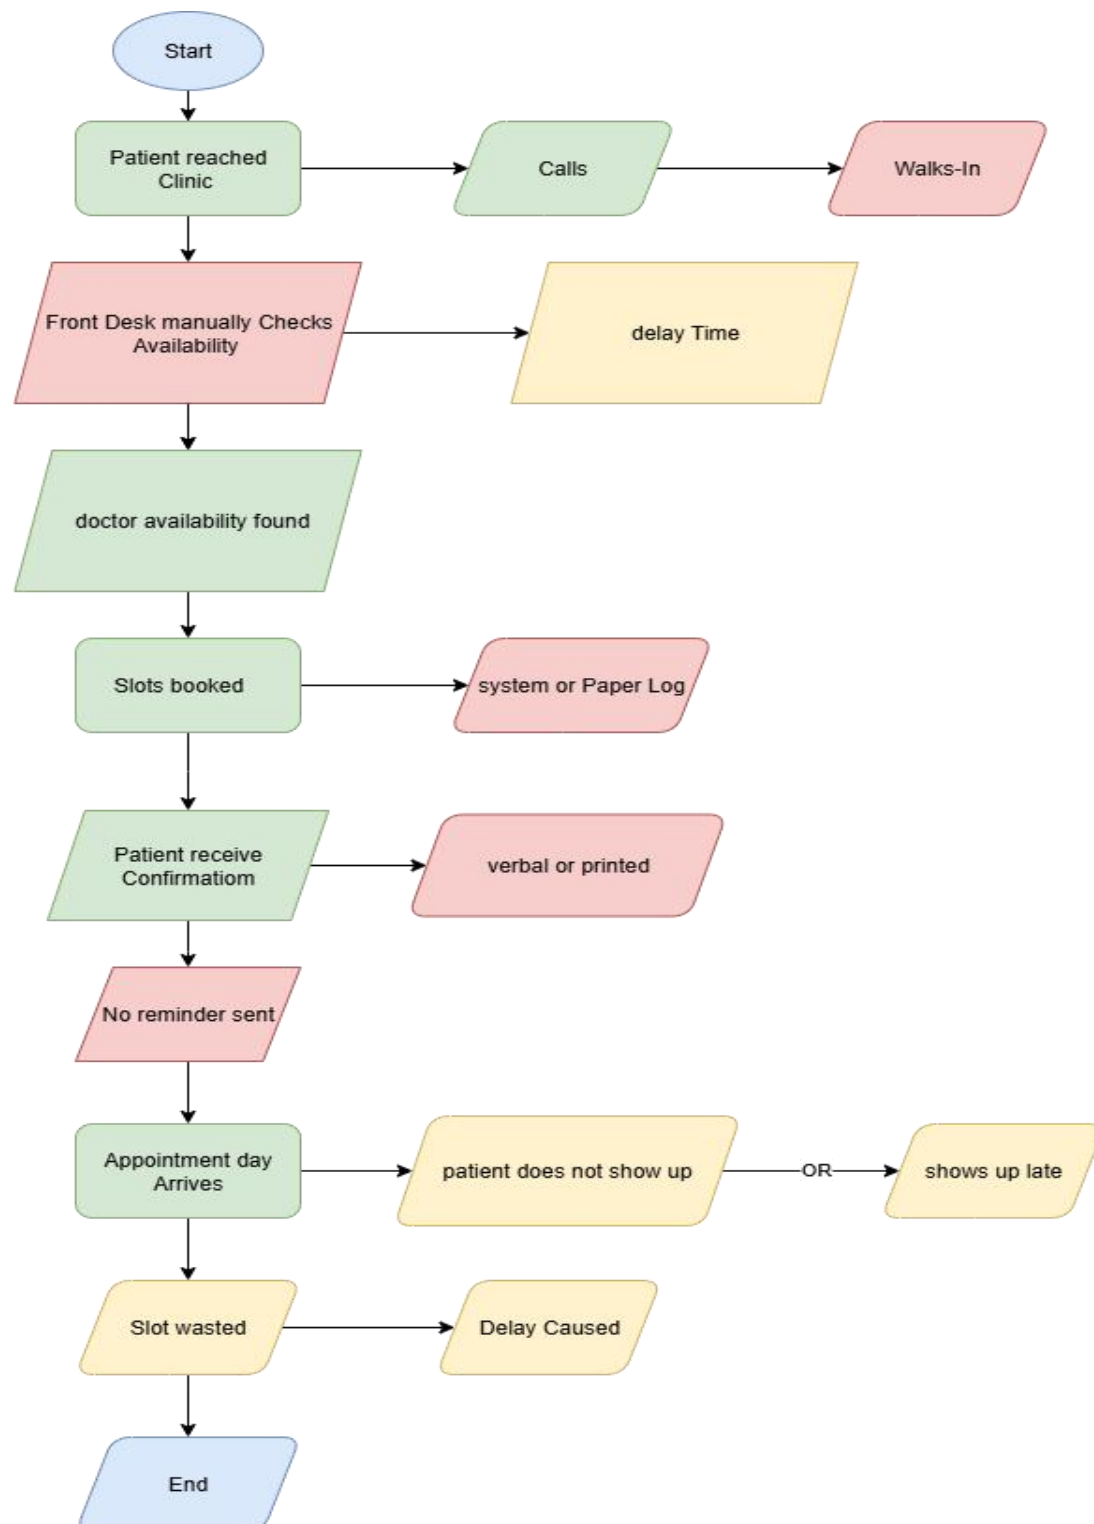 Start
Patient reached
Clinic
Calls
Walks-In
Front Desk manually Checks
Availability
delay Time
doctor availability found
Slots booked
system or Paper Log
Patient receive
Confirmatiom
verbal or printed
No reminder sent
Appointment day
Arrives
patient does not show up
OR
shows up late
Slot wasted
Delay Caused
End